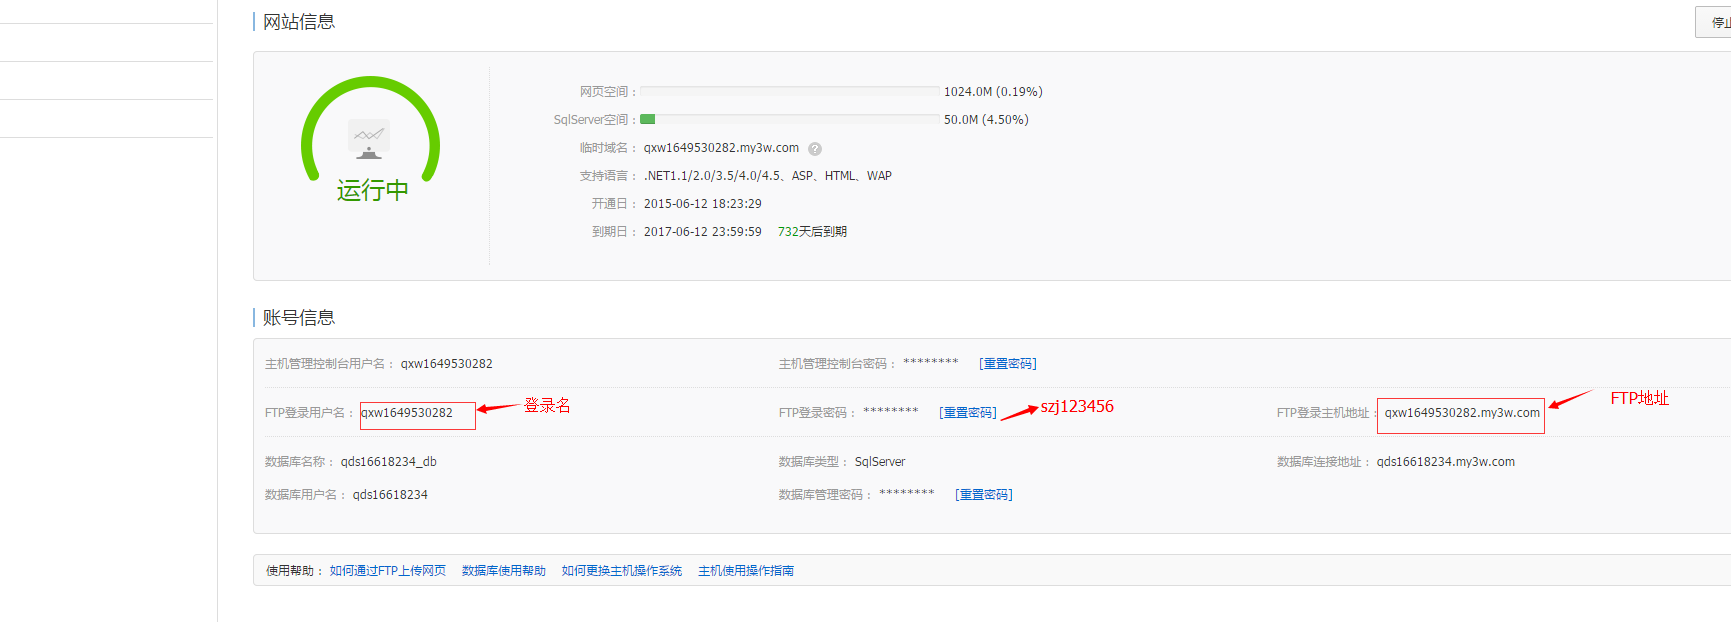 网站信息
停止
运行中
网页空间： 1024.0M (0.19%)
SqlServer空间： 50.0M (4.50%)
临时域名： qxw1649530282.my3w.com ?
支持语言： .NET1.1/2.0/3.5/4.0/4.5、ASP、HTML、WAP
开通日： 2015-06-12 18:23:29
到期日： 2017-06-12 23:59:59 732天后到期
账号信息
主机管理控制台用户名： qxw1649530282 主机管理控制台密码： ******** [重置密码]
FTP登录用户名： qxw1649530282 登录名 FTP登录密码： ******** [重置密码] szj123456 FTP登录主机地址： qxw1649530282.my3w.com FTP地址
数据库名称： qds16618234_db 数据库类型： SqlServer 数据库连接地址： qds16618234.my3w.com
数据库用户名： qds16618234 数据库管理密码： ******** [重置密码]
使用帮助： 如何通过FTP上传网页 数据库使用帮助 如何更换主机操作系统 主机使用操作指南